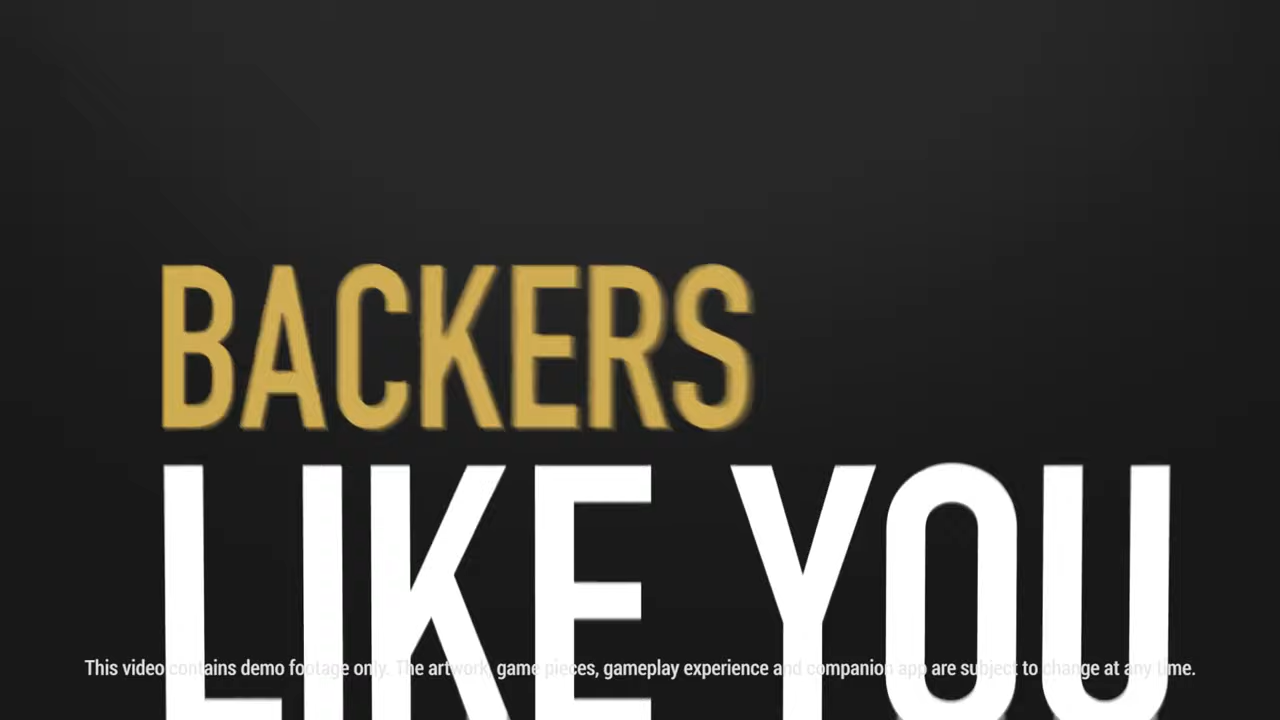 BACKERS
LIKE YOU
This video contains demo footage only. The artwork, game pieces, gameplay experience and companion app are subject to change at any time.